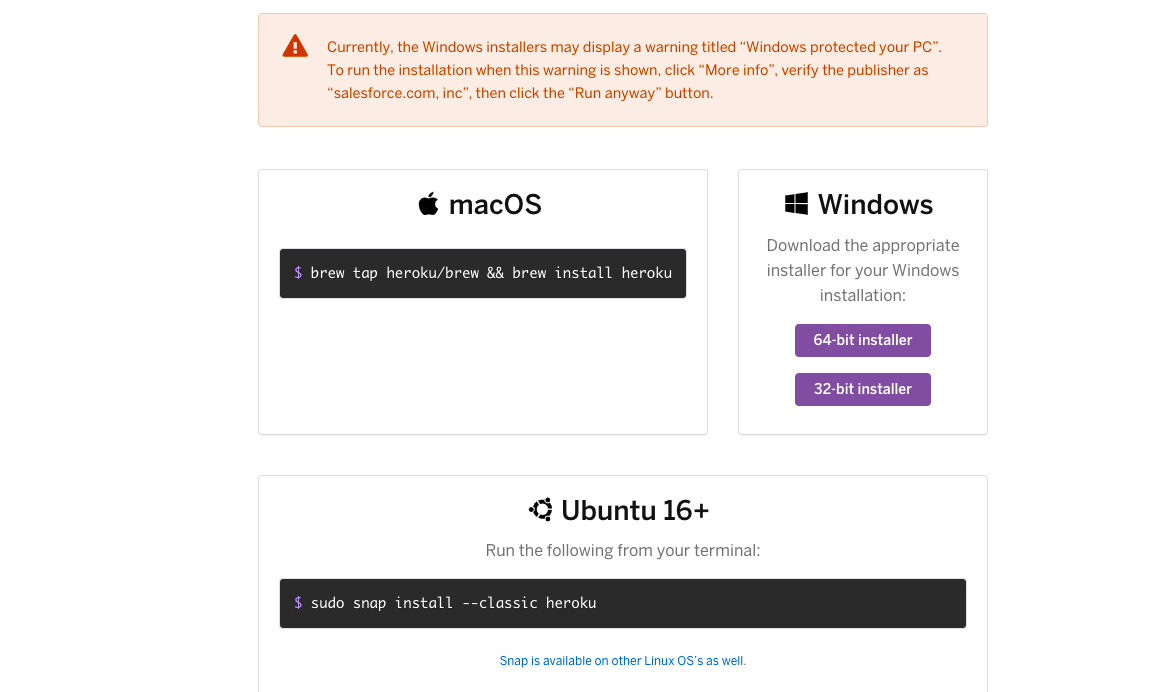 Currently, the Windows installers may display a warning titled “Windows protected your PC”.
To run the installation when this warning is shown, click “More info”, verify the publisher as
“salesforce.com, inc”, then click the “Run anyway” button.
macOS
$ brew tap heroku/brew && brew install heroku
Windows
Download the appropriate
installer for your Windows
installation:
64-bit installer
32-bit installer
Ubuntu 16+
Run the following from your terminal:
$ sudo snap install --classic heroku
Snap is available on other Linux OS’s as well.